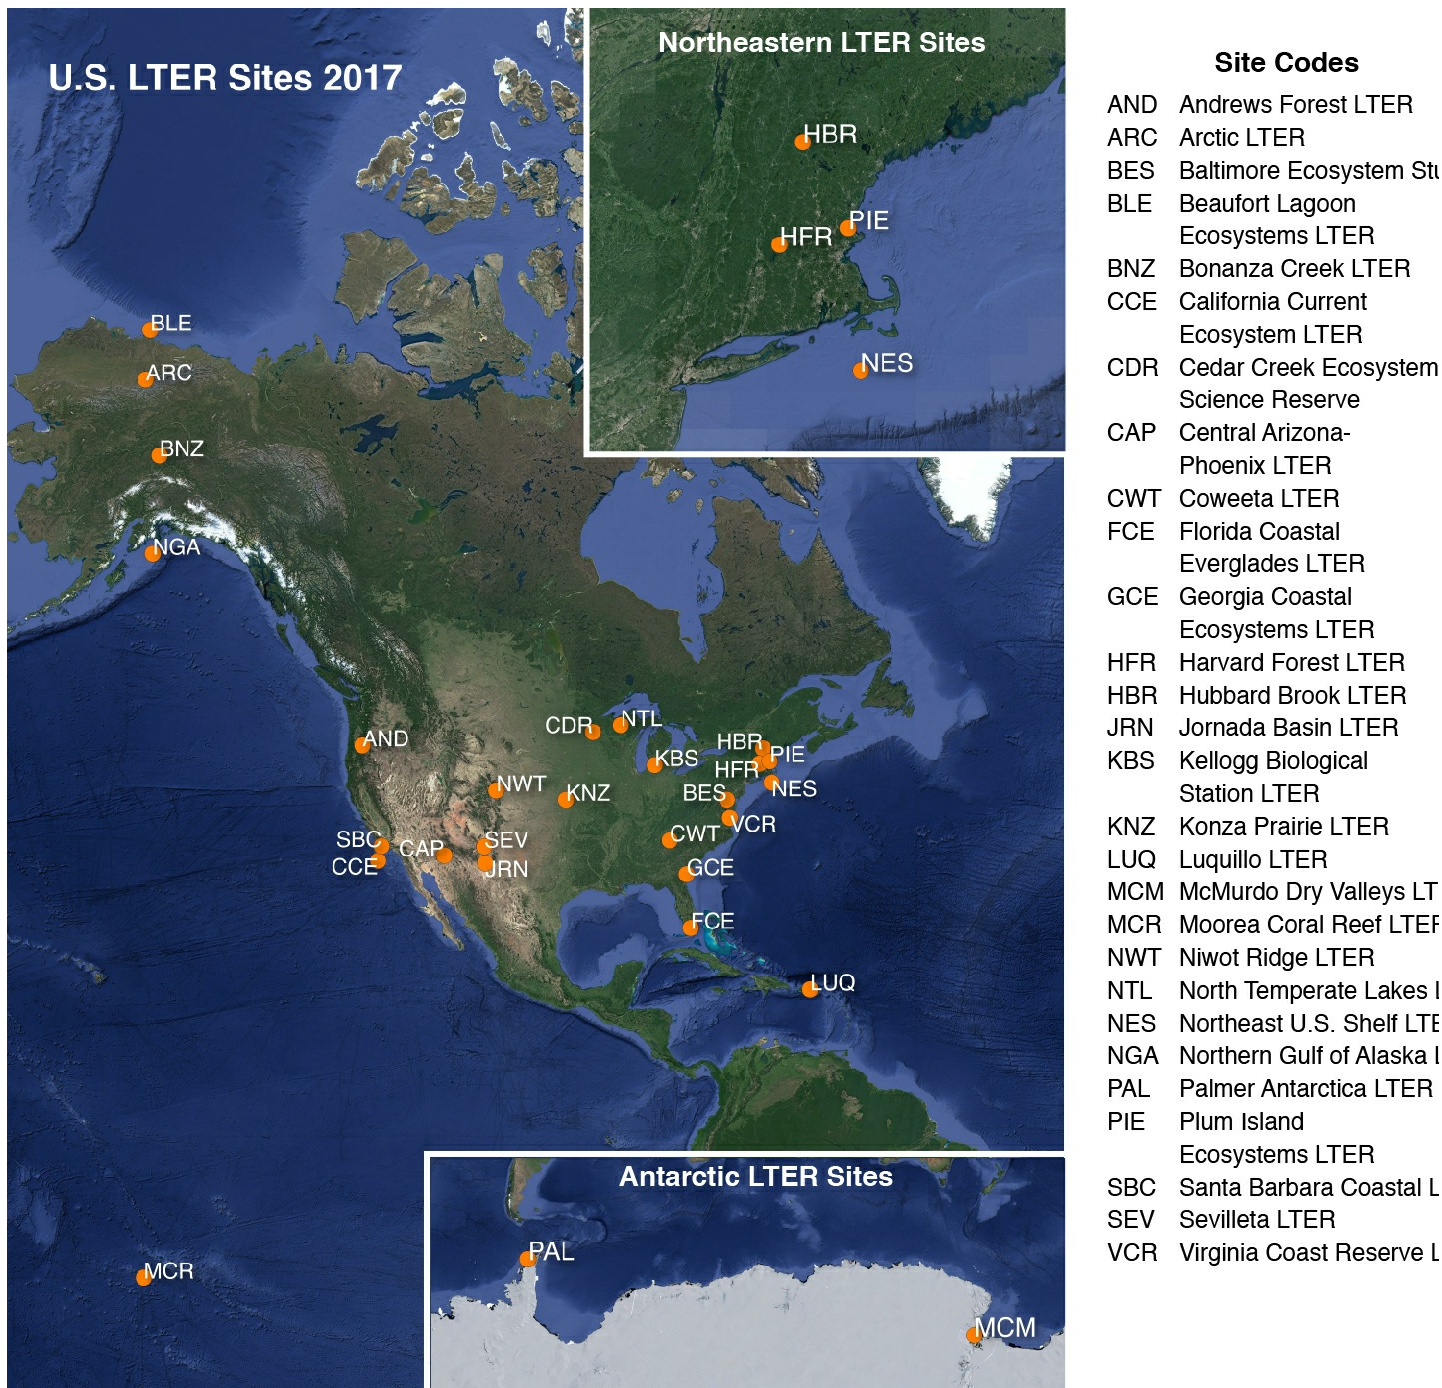 U.S. LTER Sites 2017
Northeastern LTER Sites
HBR
PIE
HFR
NES
BLE
ARC
BNZ
NGA
CDR
NTL
AND
HBR
PIE
KBS
HFR
NWT
KNZ
BES
NES
VCR
SBC
CAP
SEV
CWT
CCE
JRN
GCE
FCE
LUQ
Antarctic LTER Sites
PAL
MCR
MCM
Site Codes
AND Andrews Forest LTER
ARC Arctic LTER
BES Baltimore Ecosystem Stu
BLE Beaufort Lagoon
Ecosystems LTER
BNZ Bonanza Creek LTER
CCE California Current
Ecosystem LTER
CDR Cedar Creek Ecosystem
Science Reserve
CAP Central Arizona-
Phoenix LTER
CWT Coweeta LTER
FCE Florida Coastal
Everglades LTER
GCE Georgia Coastal
Ecosystems LTER
HFR Harvard Forest LTER
HBR Hubbard Brook LTER
JRN Jornada Basin LTER
KBS Kellogg Biological
Station LTER
KNZ Konza Prairie LTER
LUQ Luquillo LTER
MCM McMurdo Dry Valleys LT
MCR Moorea Coral Reef LTER
NWT Niwot Ridge LTER
NTL North Temperate Lakes L
NES Northeast U.S. Shelf LTE
NGA Northern Gulf of Alaska L
PAL Palmer Antarctica LTER
PIE Plum Island
Ecosystems LTER
SBC Santa Barbara Coastal L
SEV Sevilleta LTER
VCR Virginia Coast Reserve L